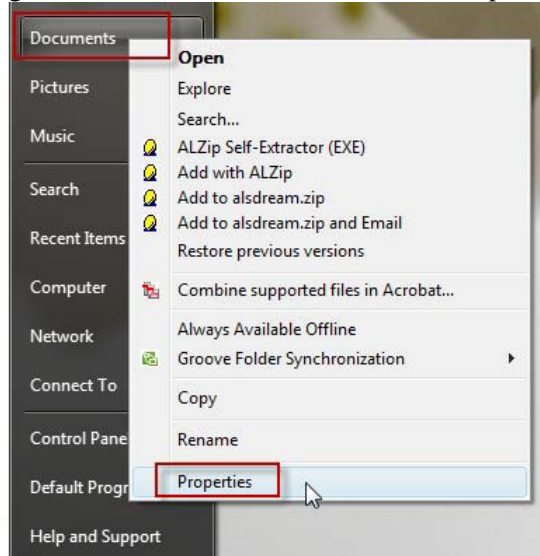 Documents
Pictures
Music
Search
Recent Items
Computer
Network
Connect To
Control Pane
Default Progr
Help and Support
Open
Explore
Search...
ALZip Self-Extractor (EXE)
Add with ALZip
Add to alsdream.zip
Add to alsdream.zip and Email
Restore previous versions
Combine supported files in Acrobat...
Always Available Offline
Groove Folder Synchronization
Copy
Rename
Properties